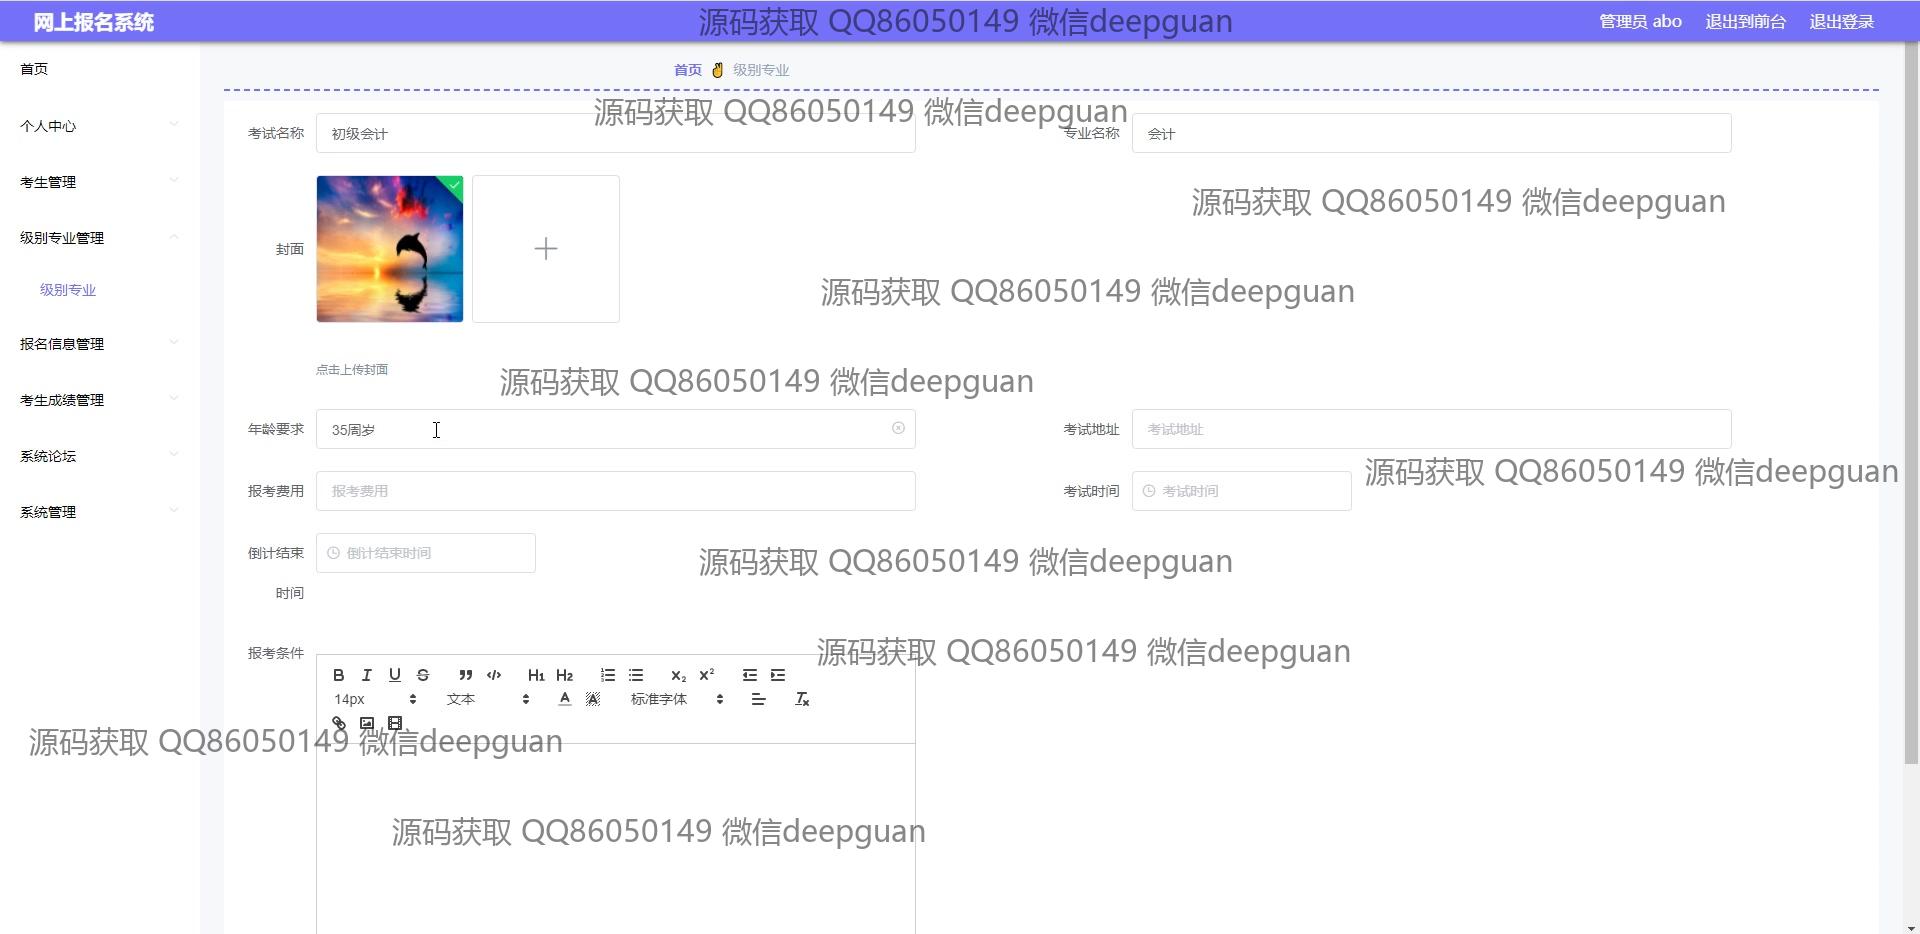 网上报名系统
源码获取 QQ86050149 微信deepguan
管理员 abo
退出到前台
退出登录
首页
个人中心
考生管理
级别专业管理
级别专业
报名信息管理
考生成绩管理
系统论坛
系统管理
首页 ✌ 级别专业
源码获取 QQ86050149 微信deepguan
考试名称 初级会计
专业名称 会计
源码获取 QQ86050149 微信deepguan
封面
源码获取 QQ86050149 微信deepguan
点击上传封面
源码获取 QQ86050149 微信deepguan
年龄要求 35周岁
考试地址 考试地址
源码获取 QQ86050149 微信deepguan
报考费用 报考费用
考试时间 考试时间
倒计结束时间 倒计结束时间
源码获取 QQ86050149 微信deepguan
报考条件
源码获取 QQ86050149 微信deepguan
B I U S H1 H2 X2 X2
14px 文本 A A 标准字体 Tx
源码获取 QQ86050149 微信deepguan
源码获取 QQ86050149 微信deepguan